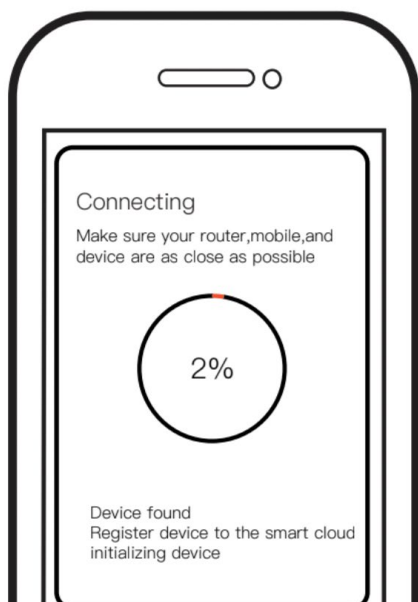 Connecting
Make sure your router,mobile,and
device are as close as possible
2%
Device found
Register device to the smart cloud
initializing device